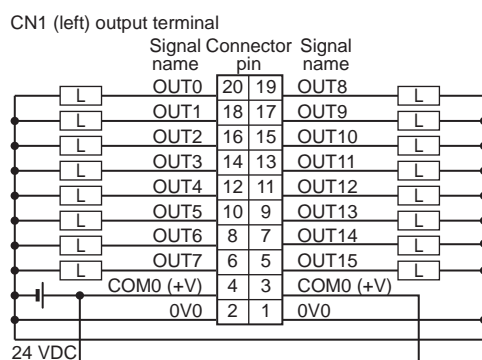 CN1 (left) output terminal
Signal Connector Signal
name pin name
OUT0 20 19 OUT8
L L
OUT1 18 17 OUT9
L L
OUT2 16 15 OUT10
L L
OUT3 14 13 OUT11
L L
OUT4 12 11 OUT12
L L
OUT5 10 9 OUT13
L L
OUT6 8 7 OUT14
L L
OUT7 6 5 OUT15
L L
COM0 (+V) 4 3 COM0 (+V)
0V0 2 1 0V0
24 VDC